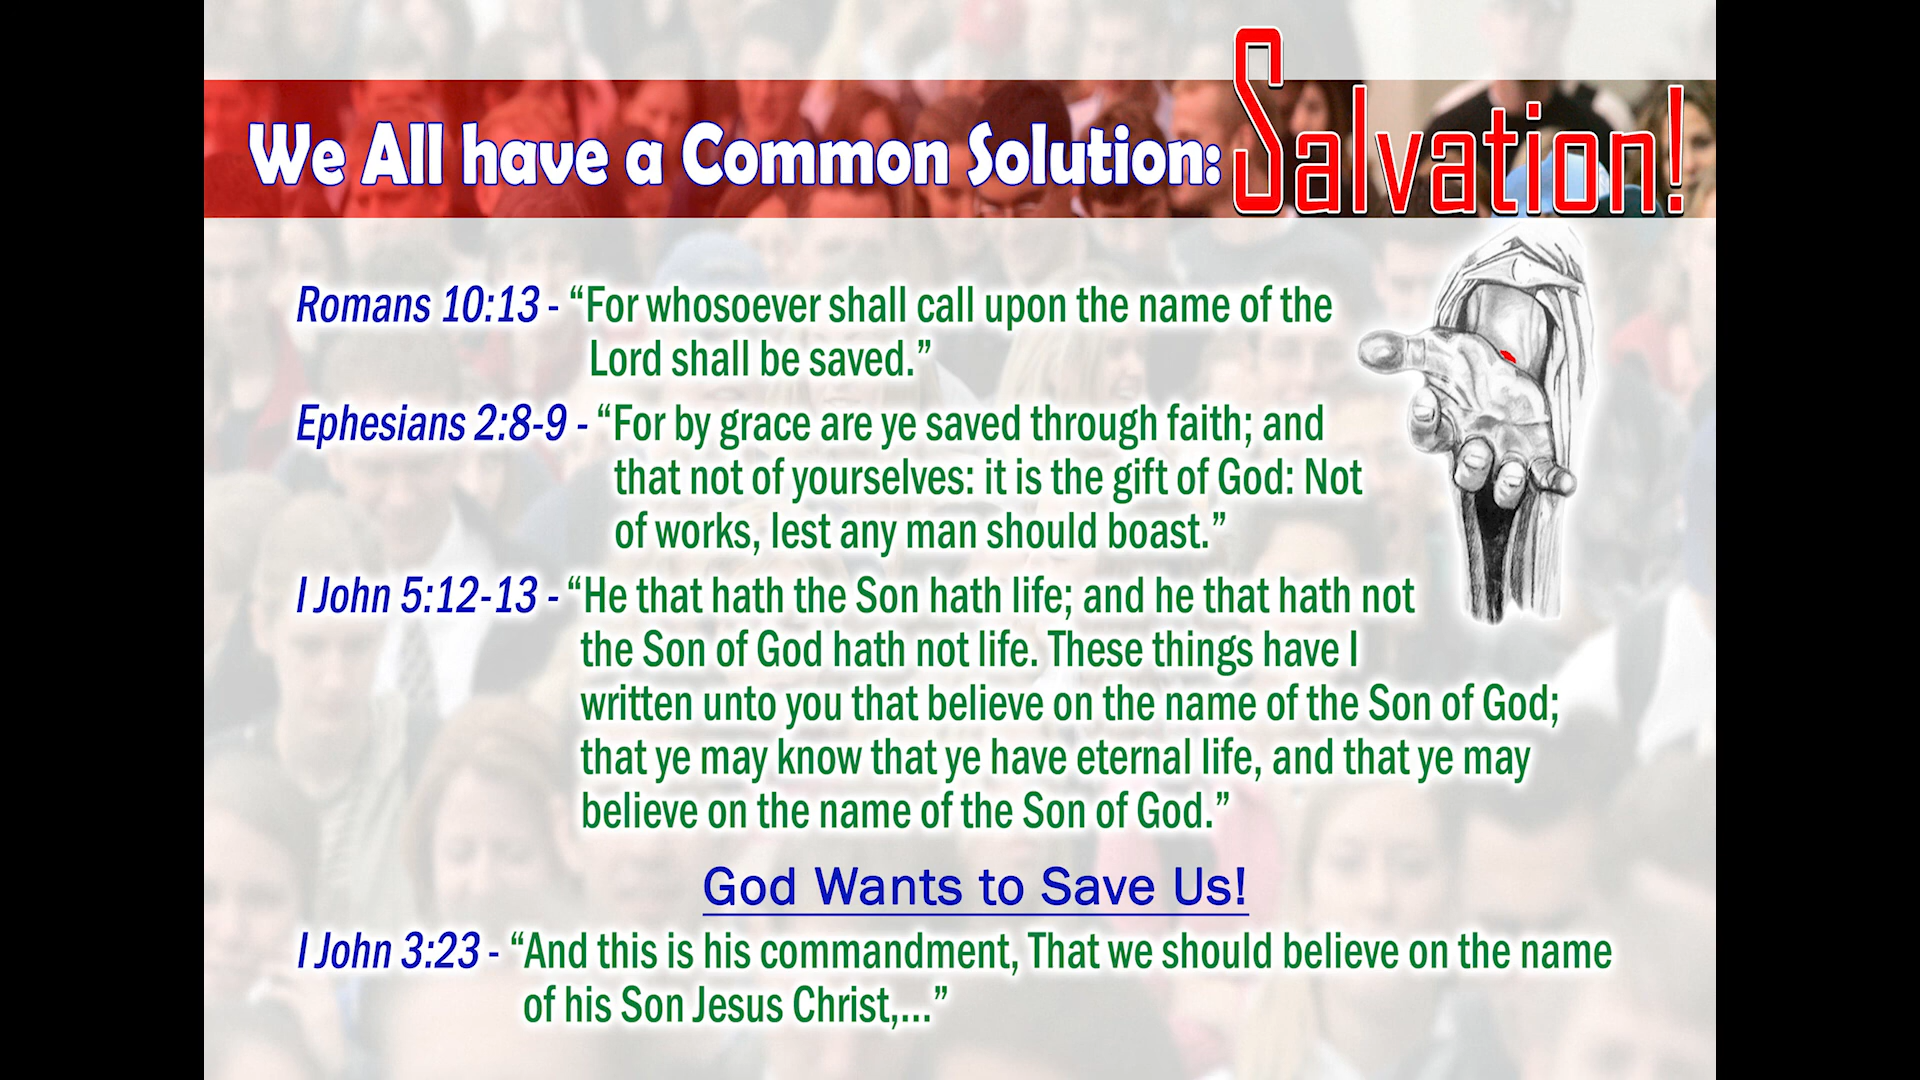 We All have a Common Solution: Salvation!
Romans 10:13 - “For whosoever shall call upon the name of the
Lord shall be saved.”
Ephesians 2:8-9 - “For by grace are ye saved through faith; and
that not of yourselves: it is the gift of God: Not
of works, lest any man should boast.”
I John 5:12-13 - “He that hath the Son hath life; and he that hath not
the Son of God hath not life. These things have I
written unto you that believe on the name of the Son of God;
that ye may know that ye have eternal life, and that ye may
believe on the name of the Son of God.”
God Wants to Save Us!
I John 3:23 - “And this is his commandment, That we should believe on the name
of his Son Jesus Christ,...”